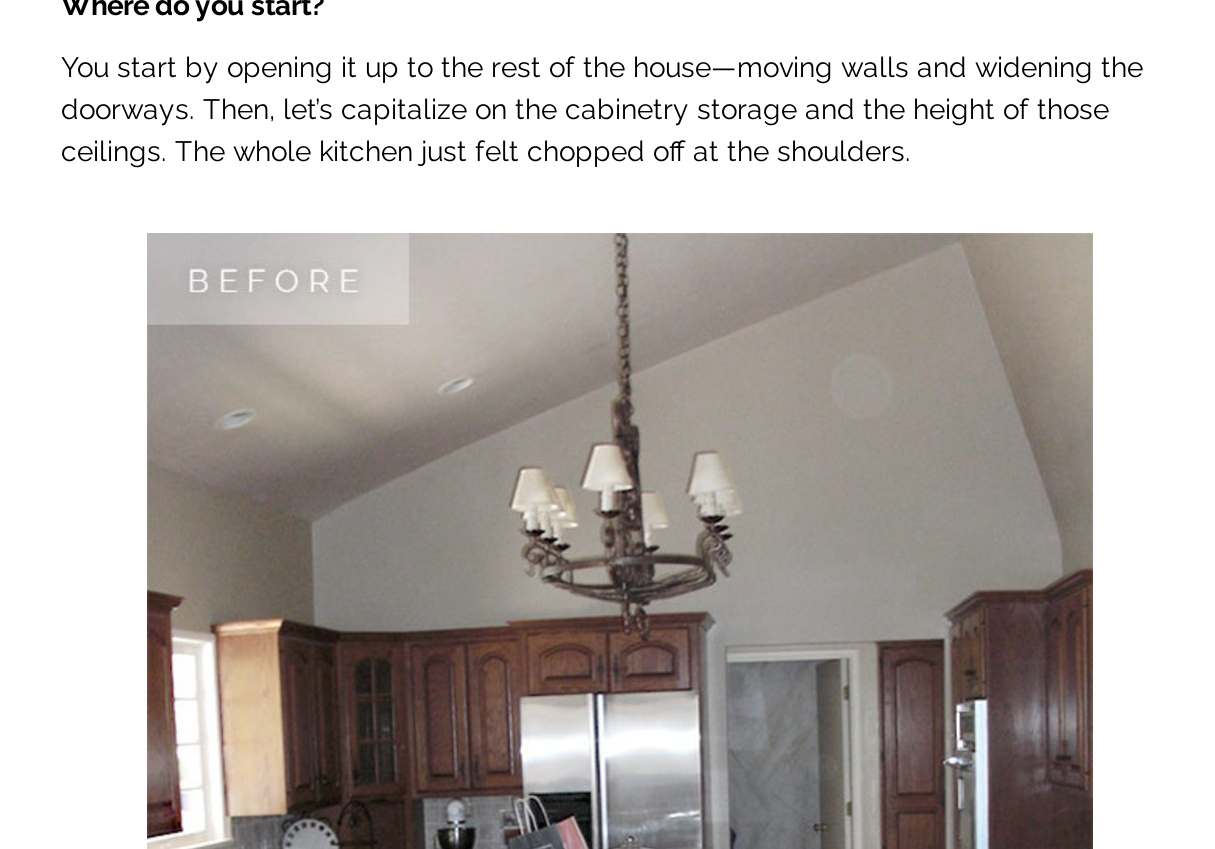 Where do you start?
You start by opening it up to the rest of the house—moving walls and widening the
doorways. Then, let’s capitalize on the cabinetry storage and the height of those
ceilings. The whole kitchen just felt chopped off at the shoulders.
BEFORE